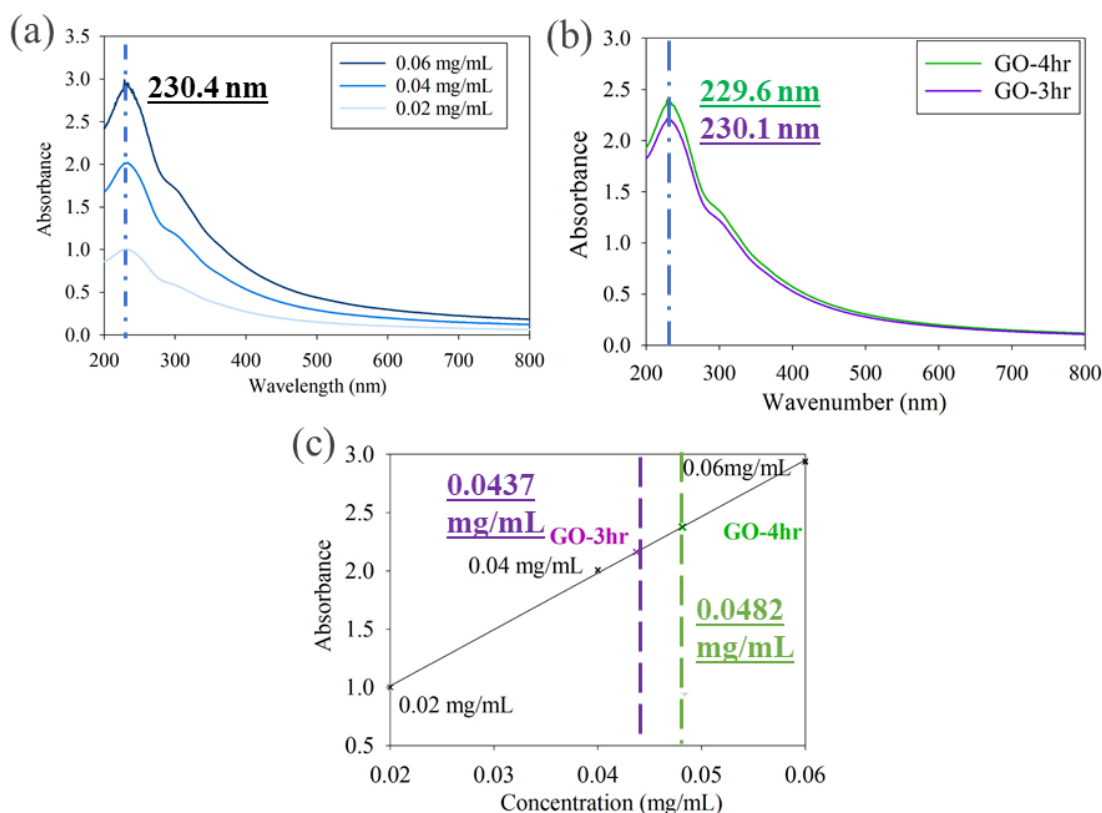 (a)
3.5
3.0
2.5
2.0
1.5
1.0
0.5
0.0
Absorbance
230.4 nm
0.06 mg/mL
0.04 mg/mL
0.02 mg/mL
200 300 400 500 600 700 800
Wavelength (nm)
(b)
3.0
2.5
2.0
1.5
1.0
0.5
0.0
Absorbance
229.6 nm
230.1 nm
GO-4hr
GO-3hr
200 300 400 500 600 700 800
Wavenumber (nm)
(c)
3.0
2.5
2.0
1.5
1.0
0.5
Absorbance
0.0437
mg/mL
GO-3hr
0.04 mg/mL
0.02 mg/mL
0.06mg/mL
GO-4hr
0.0482
mg/mL
0.02 0.03 0.04 0.05 0.06
Concentration (mg/mL)